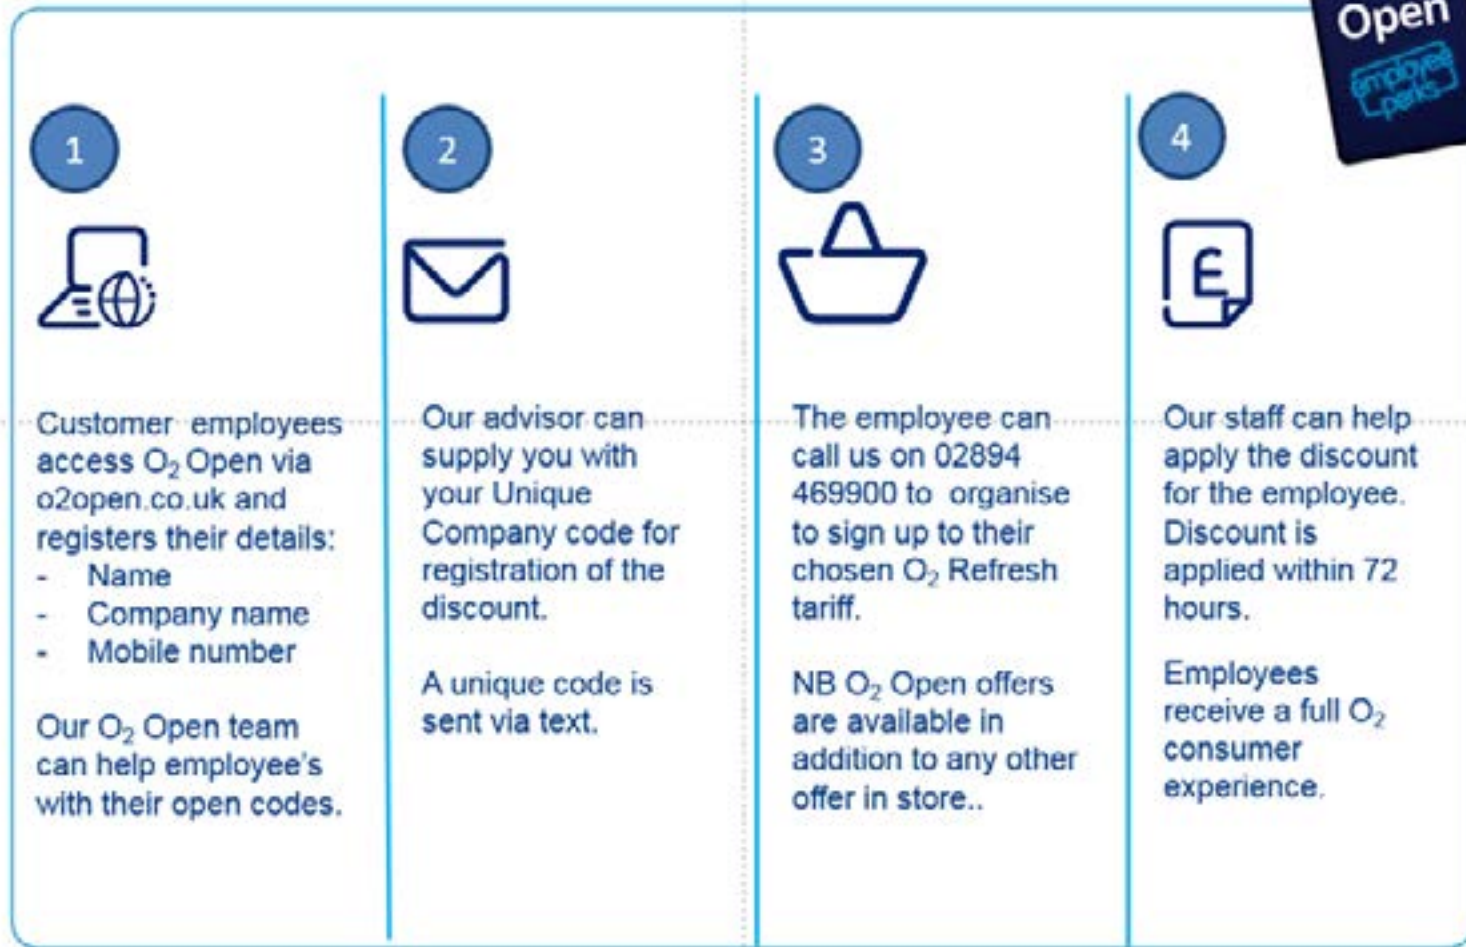 Open
employee
perks
1
Customer employees
access O₂ Open via
o2open.co.uk and
registers their details:
- Name
- Company name
- Mobile number
Our O₂ Open team
can help employee's
with their open codes.
2
Our advisor can
supply you with
your Unique
Company code for
registration of the
discount.
A unique code is
sent via text.
3
The employee can
call us on 02894
469900 to organise
to sign up to their
chosen O₂ Refresh
tariff.
NB O₂ Open offers
are available in
addition to any other
offer in store..
4
£
Our staff can help
apply the discount
for the employee.
Discount is
applied within 72
hours.
Employees
receive a full O₂
consumer
experience.